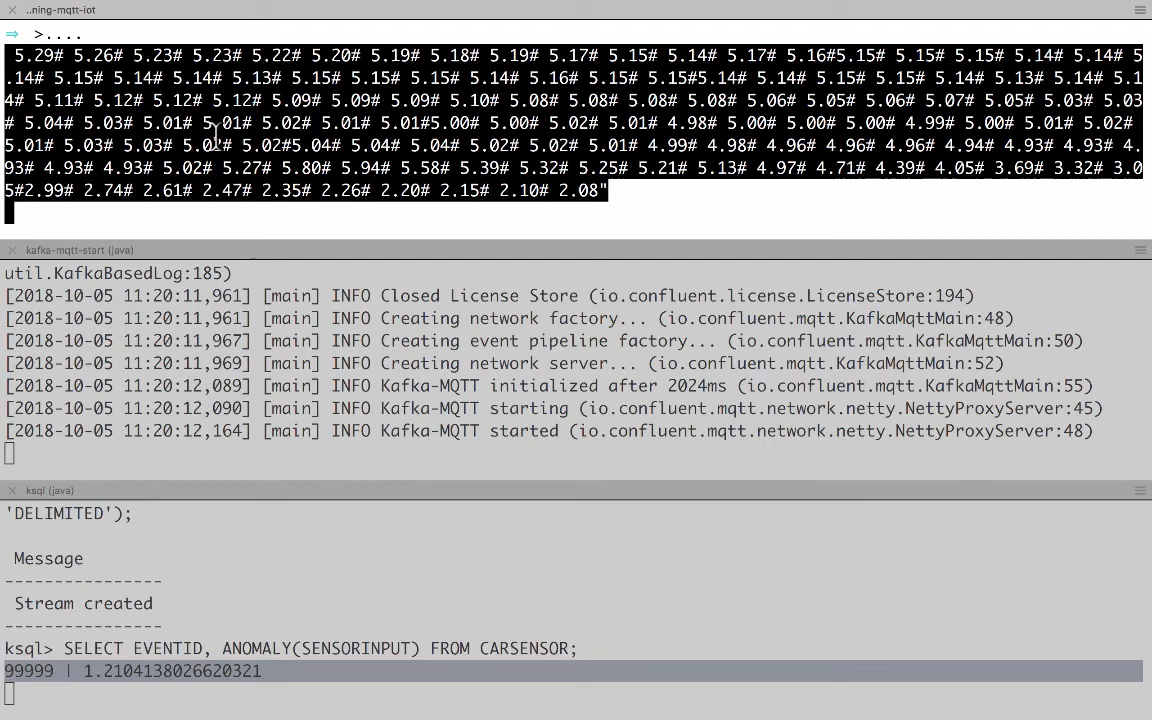 ..ning-mqtt-iot
⇒ >....
5.29# 5.26# 5.23# 5.23# 5.22# 5.20# 5.19# 5.18# 5.19# 5.17# 5.15# 5.14# 5.17# 5.16#5.15# 5.15# 5.15# 5.14# 5.14# 5
.14# 5.15# 5.14# 5.14# 5.13# 5.15# 5.15# 5.15# 5.14# 5.16# 5.15# 5.15#5.14# 5.14# 5.15# 5.15# 5.14# 5.13# 5.14# 5.1
4# 5.11# 5.12# 5.12# 5.12# 5.09# 5.09# 5.09# 5.10# 5.08# 5.08# 5.08# 5.08# 5.06# 5.05# 5.06# 5.07# 5.05# 5.03# 5.03
# 5.04# 5.03# 5.01# 5.01# 5.02# 5.01# 5.01#5.00# 5.00# 5.02# 5.01# 4.98# 5.00# 5.00# 5.00# 4.99# 5.00# 5.01# 5.02#
5.01# 5.03# 5.03# 5.02# 5.02#5.04# 5.04# 5.04# 5.02# 5.02# 5.01# 4.99# 4.98# 4.96# 4.96# 4.96# 4.94# 4.93# 4.93# 4.
93# 4.93# 4.93# 5.02# 5.27# 5.80# 5.94# 5.58# 5.39# 5.32# 5.25# 5.21# 5.13# 4.97# 4.71# 4.39# 4.05# 3.69# 3.32# 3.0
5#2.99# 2.74# 2.61# 2.47# 2.35# 2.26# 2.20# 2.15# 2.10# 2.08"
kafka-mqtt-start (java)
util.KafkaBasedLog:185)
[2018-10-05 11:20:11,961] [main] INFO Closed License Store (io.confluent.license.LicenseStore:194)
[2018-10-05 11:20:11,961] [main] INFO Creating network factory... (io.confluent.mqtt.KafkaMqttMain:48)
[2018-10-05 11:20:11,967] [main] INFO Creating event pipeline factory... (io.confluent.mqtt.KafkaMqttMain:50)
[2018-10-05 11:20:11,969] [main] INFO Creating network server... (io.confluent.mqtt.KafkaMqttMain:52)
[2018-10-05 11:20:12,089] [main] INFO Kafka-MQTT initialized after 2024ms (io.confluent.mqtt.KafkaMqttMain:55)
[2018-10-05 11:20:12,090] [main] INFO Kafka-MQTT starting (io.confluent.mqtt.network.netty.NettyProxyServer:45)
[2018-10-05 11:20:12,164] [main] INFO Kafka-MQTT started (io.confluent.mqtt.network.netty.NettyProxyServer:48)
ksql (java)
'DELIMITED');
Message
----------------
Stream created
----------------
ksql> SELECT EVENTID, ANOMALY(SENSORINPUT) FROM CARSENSOR;
99999 | 1.2104138026620321